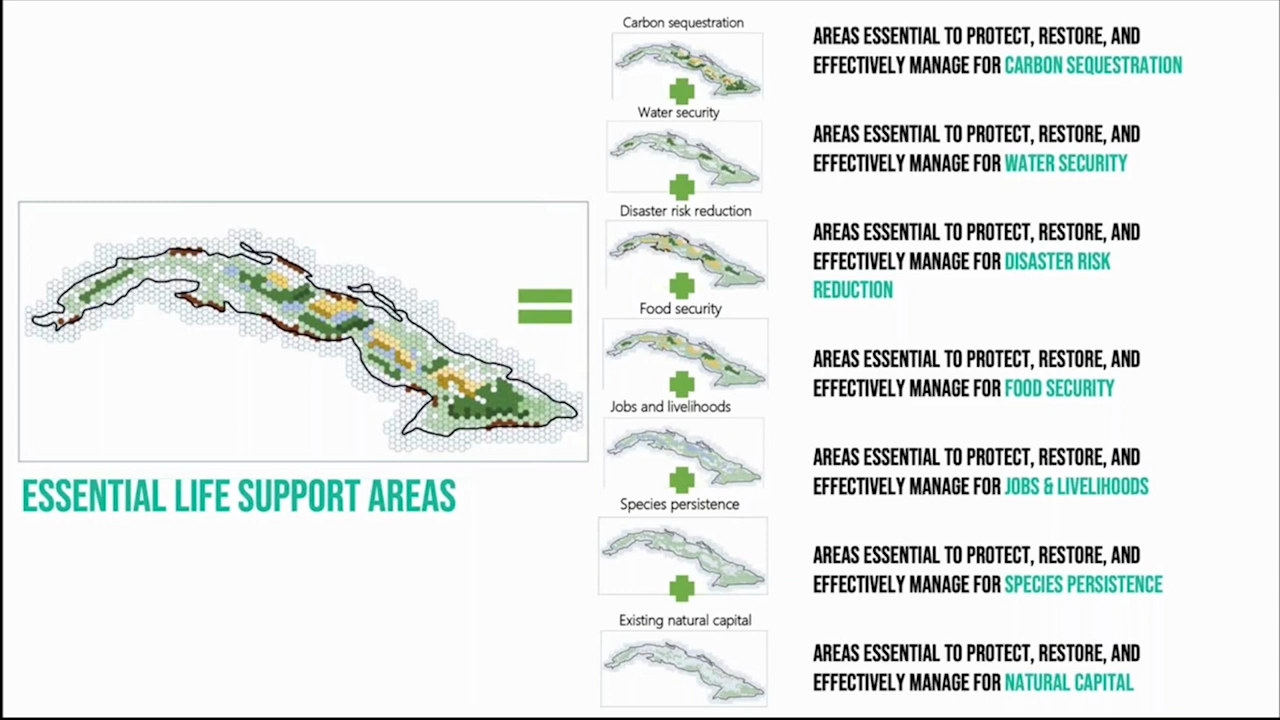 Carbon sequestration
AREAS ESSENTIAL TO PROTECT, RESTORE, AND
EFFECTIVELY MANAGE FOR CARBON SEQUESTRATION
Water security
AREAS ESSENTIAL TO PROTECT, RESTORE, AND
EFFECTIVELY MANAGE FOR WATER SECURITY
Disaster risk reduction
AREAS ESSENTIAL TO PROTECT, RESTORE, AND
EFFECTIVELY MANAGE FOR DISASTER RISK
REDUCTION
Food security
AREAS ESSENTIAL TO PROTECT, RESTORE, AND
EFFECTIVELY MANAGE FOR FOOD SECURITY
Jobs and livelihoods
AREAS ESSENTIAL TO PROTECT, RESTORE, AND
EFFECTIVELY MANAGE FOR JOBS & LIVELIHOODS
ESSENTIAL LIFE SUPPORT AREAS
Species persistence
AREAS ESSENTIAL TO PROTECT, RESTORE, AND
EFFECTIVELY MANAGE FOR SPECIES PERSISTENCE
Existing natural capital
AREAS ESSENTIAL TO PROTECT, RESTORE, AND
EFFECTIVELY MANAGE FOR NATURAL CAPITAL